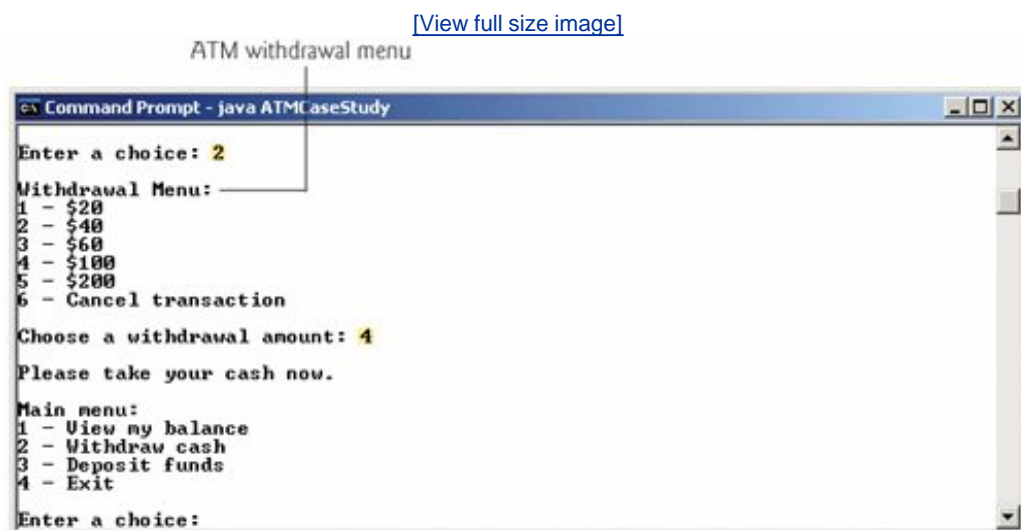 [View full size image]
ATM withdrawal menu
Command Prompt - java ATMCaseStudy
Enter a choice: 2
Withdrawal Menu:
1 - $20
2 - $40
3 - $60
4 - $100
5 - $200
6 - Cancel transaction
Choose a withdrawal amount: 4
Please take your cash now.
Main menu:
1 - View my balance
2 - Withdraw cash
3 - Deposit funds
4 - Exit
Enter a choice: